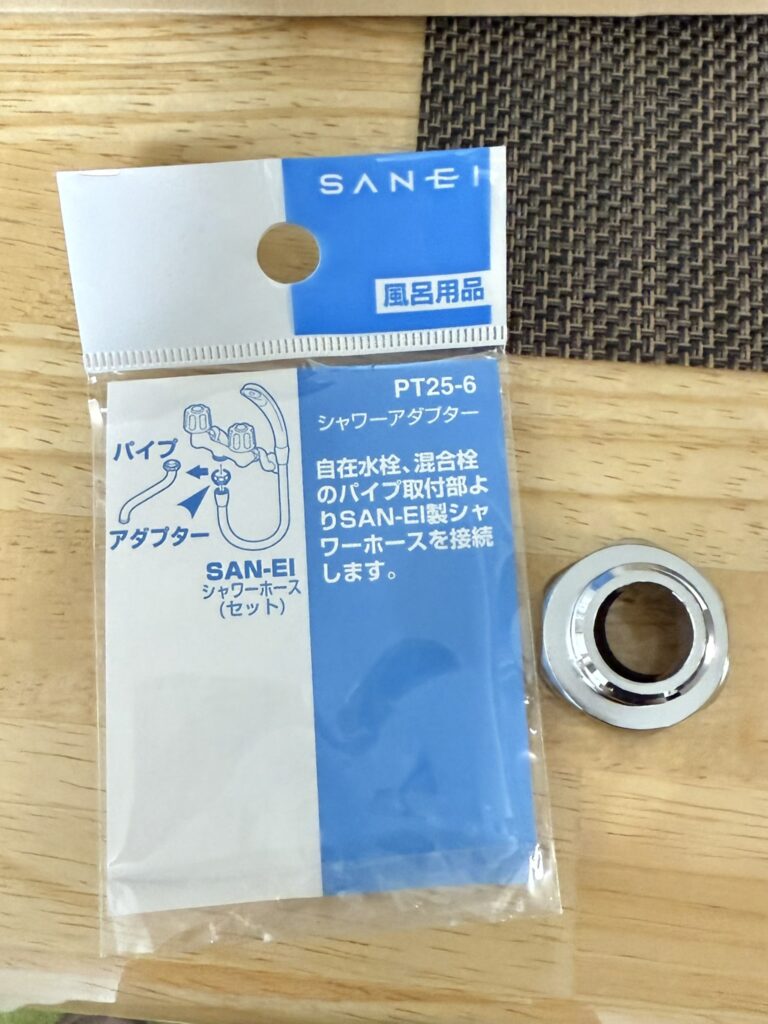 SANEI
風呂用品
PT25-6
シャワーアダプター
自在水栓、混合栓
のパイプ取付部よ
りSAN-EI製シャ
ワーホースを接続
します。
パイプ
アダプター
SAN-EI
シャワーホース
(セット)